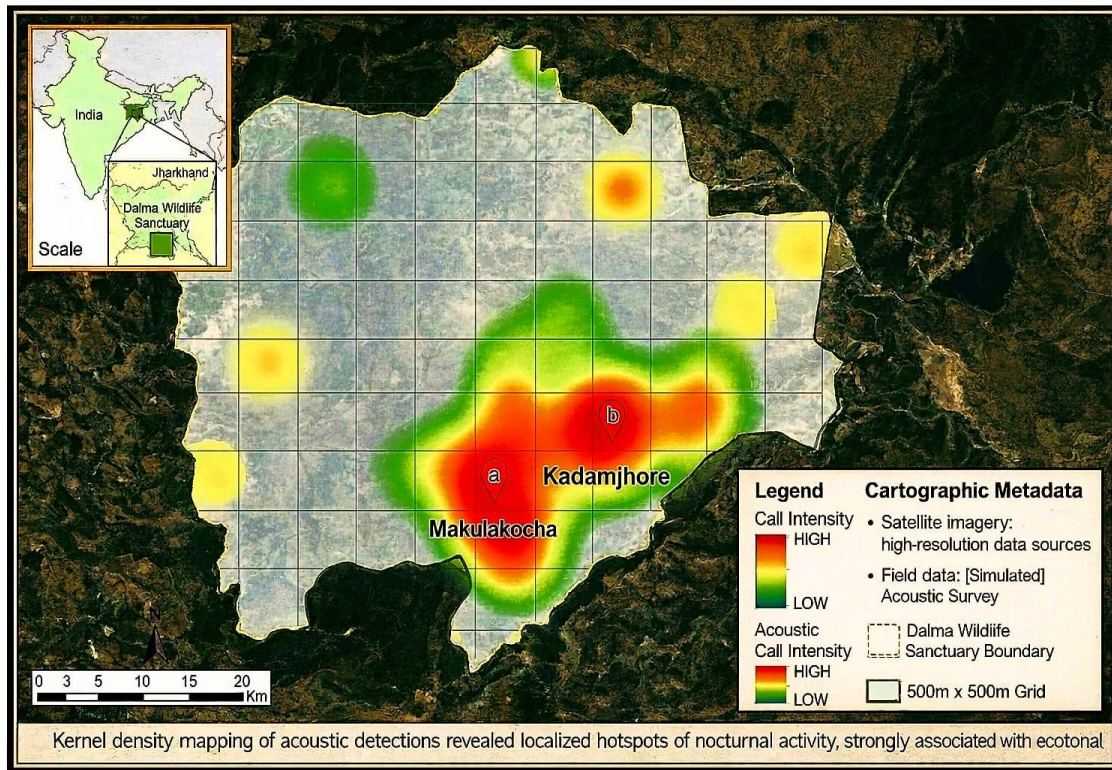 India
Jharkhand
Dalma Wildlife
Sanctuary
Scale
a
b
Kadamjhore
Makulakocha
N
0 3 5 10 15 20
Km
Legend
Call Intensity
HIGH
LOW
Acoustic
Call Intensity
HIGH
LOW
Cartographic Metadata
• Satellite imagery:
high-resolution data sources
• Field data: [Simulated]
Acoustic Survey
Dalma Wildlife
Sanctuary Boundary
500m x 500m Grid
Kernel density mapping of acoustic detections revealed localized hotspots of nocturnal activity, strongly associated with ecotonal